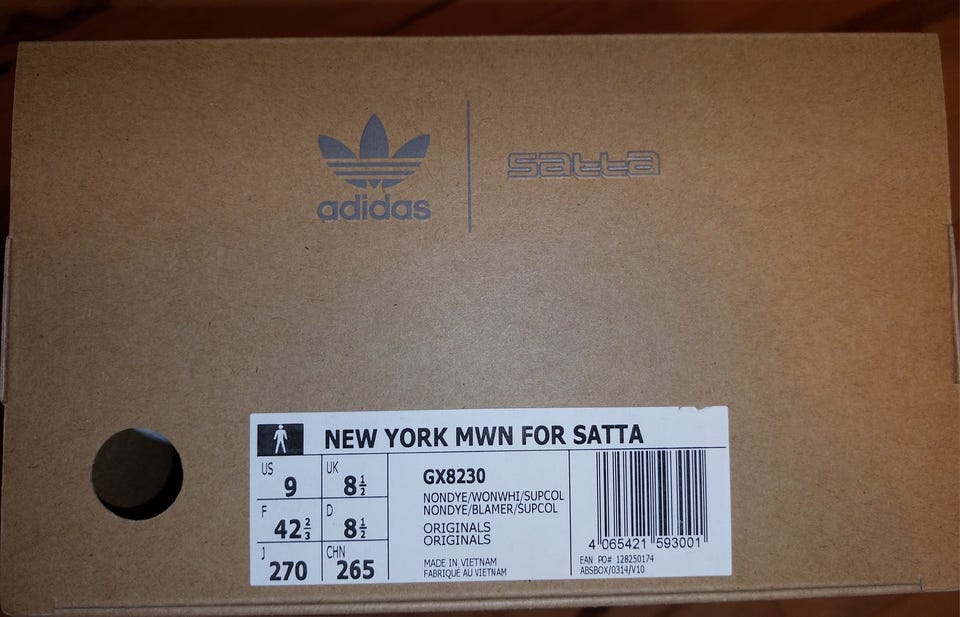 adidas
satta
NEW YORK MWN FOR SATTA
US
9
UK
8½
F
42⅔
D
8½
J
270
CHN
265
GX8230
NONDYE/WONWHI/SUPCOL
NONDYE/BLAMER/SUPCOL
ORIGINALS
ORIGINALS
MADE IN VIETNAM
FABRIQUÉ AU VIETNAM
4 065421 593001
EAN PO# 128250174
ABSBOX/0314/V10